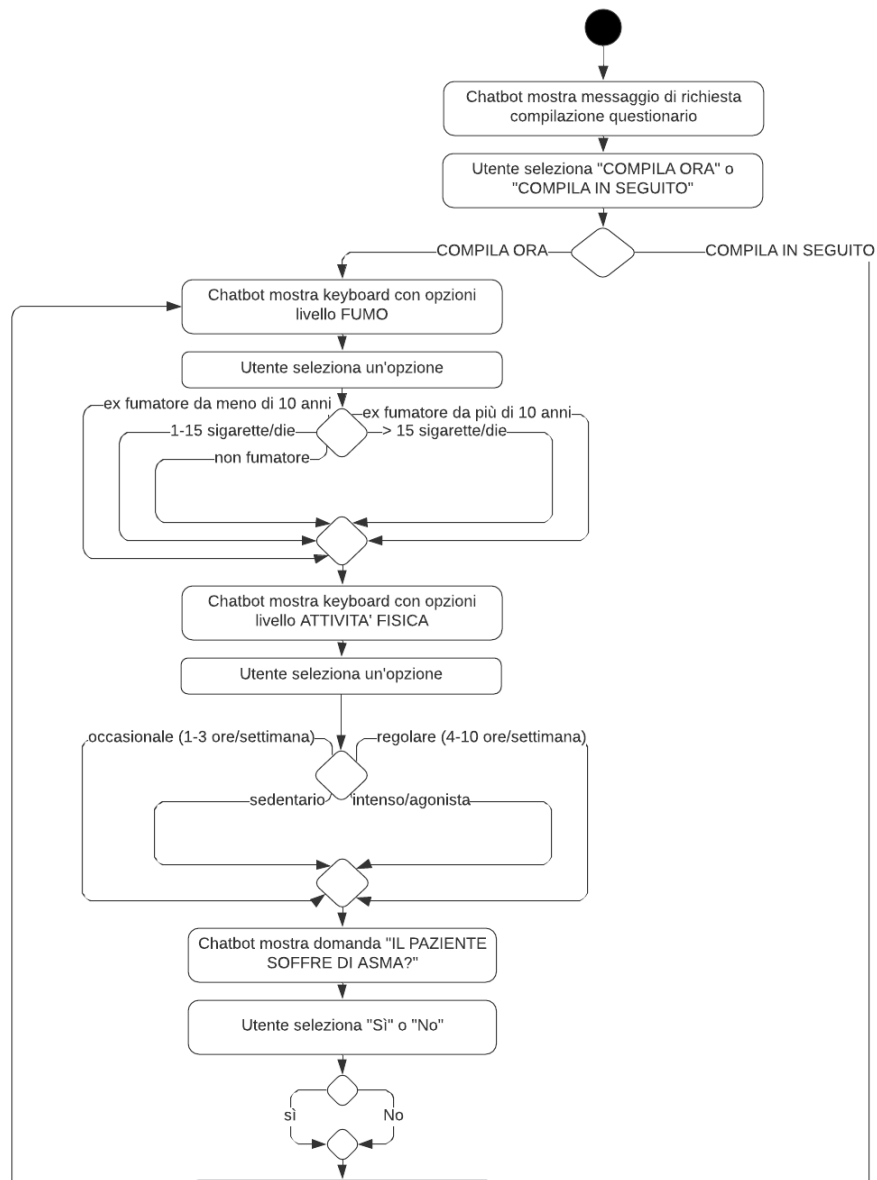 Chatbot mostra messaggio di richiesta
compilazione questionario
Utente seleziona "COMPILA ORA" o
"COMPILA IN SEGUITO"
COMPILA ORA
COMPILA IN SEGUITO
Chatbot mostra keyboard con opzioni
livello FUMO
Utente seleziona un'opzione
ex fumatore da meno di 10 anni
ex fumatore da più di 10 anni
1-15 sigarette/die
> 15 sigarette/die
non fumatore
Chatbot mostra keyboard con opzioni
livello ATTIVITA' FISICA
Utente seleziona un'opzione
occasionale (1-3 ore/settimana)
regolare (4-10 ore/settimana)
sedentario
intenso/agonista
Chatbot mostra domanda "IL PAZIENTE
SOFFRE DI ASMA?"
Utente seleziona "Sì" o "No"
sì
No